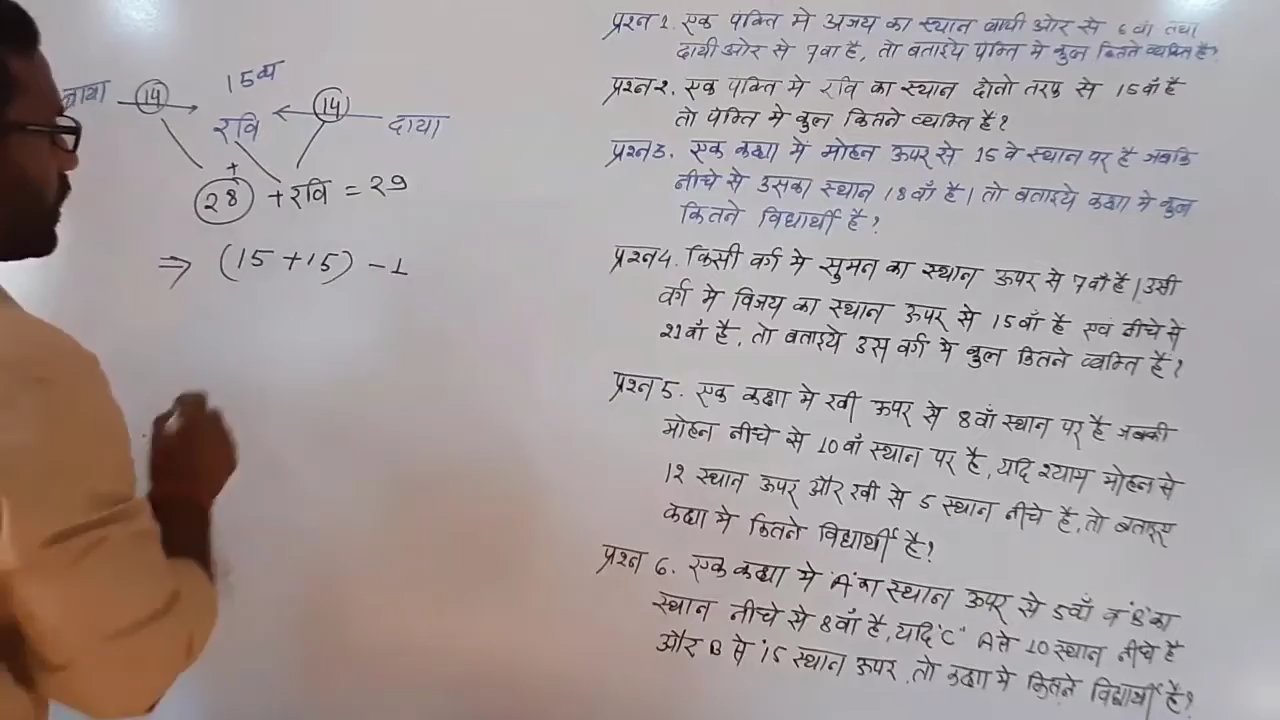 15वां
बाया 14 रवि 14 दाया
+
28 + रवि = 29
⇒ (15 + 15) - 1
प्रश्न 1. एक पंक्ति मे अजय का स्थान बायी ओर से 6 वां तथा
दायी ओर से 7 वां है, तो बताइये पंक्ति मे कुल कितने व्यक्ति है?
प्रश्न २. एक पंक्ति मे रवि का स्थान दोनो तरफ से 15 वाँ है
तो पंक्ति मे कुल कितने व्यक्ति है?
प्रश्न 3. एक कक्षा में मोहन ऊपर से 15 वे स्थान पर है जबकि
नीचे से उसका स्थान 18 वाँ है। तो बताइये कक्षा मे कुल
कितने विद्यार्थी है?
प्रश्न 4. किसी वर्ग मे सुमन का स्थान ऊपर से 7 वाँ है। उसी
वर्ग मे विजय का स्थान ऊपर से 15 वाँ है एवं नीचे से
21 वाँ है, तो बताइये उस वर्ग मे कुल कितने व्यक्ति है?
प्रश्न 5. एक कक्षा मे रवी ऊपर से 8 वाँ स्थान पर है जबकी
मोहन नीचे से 10 वाँ स्थान पर है, यदि श्याम मोहन से
1२ स्थान ऊपर और रवी से 5 स्थान नीचे है, तो बताइए
कक्षा मे कितने विद्यार्थी है?
प्रश्न 6. एक कक्षा मे 'A' का स्थान ऊपर से 5 वाँ व 'B' का
स्थान नीचे से 8 वाँ है, यदि "C" A से 10 स्थान नीचे है
और B से 15 स्थान ऊपर, तो कक्षा मे कितने विद्यार्थी है?